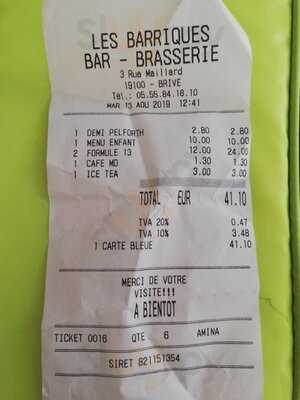 LES BARRIQUES
BAR - BRASSERIE
3 Rue Maillard
19100 - BRIVE
Tél.: 05.55.84.18.10
MAR 13 AOU 2019 12:41
1 DEMI PELFORTH 2.80 2.80
1 MENU ENFANT 10.00 10.00
2 FORMULE 13 12.00 24.00
1 CAFE MD 1.30 1.30
1 ICE TEA 3.00 3.00
TOTAL EUR 41.10
TVA 20% 0.47
TVA 10% 3.48
1 CARTE BLEUE 41.10
MERCI DE VOTRE
VISITE!!!
A BIENTOT
TICKET 0016 QTE 6 AMINA
SIRET 821151354